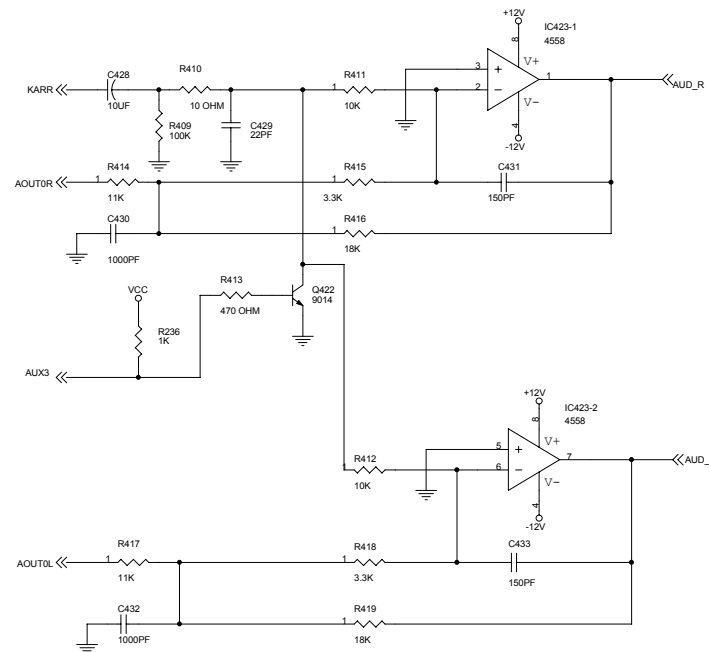 +12V
IC423-1
4558
8
V+
3
+
KARR
C428
10UF
R410
10 OHM
R411
1
10K
2
−
1
AUD_R
V−
4
-12V
R409
100K
C429
22PF
AOUT0R
1
R414
11K
1
R415
3.3K
C431
150PF
C430
1000PF
1
R416
18K
VCC
R413
470 OHM
Q422
9014
R236
1K
AUX3
+12V
IC423-2
4558
8
V+
5
+
1
R412
10K
6
−
7
AUD_
V−
4
-12V
AOUT0L
1
R417
11K
1
R418
3.3K
C433
150PF
C432
1000PF
1
R419
18K